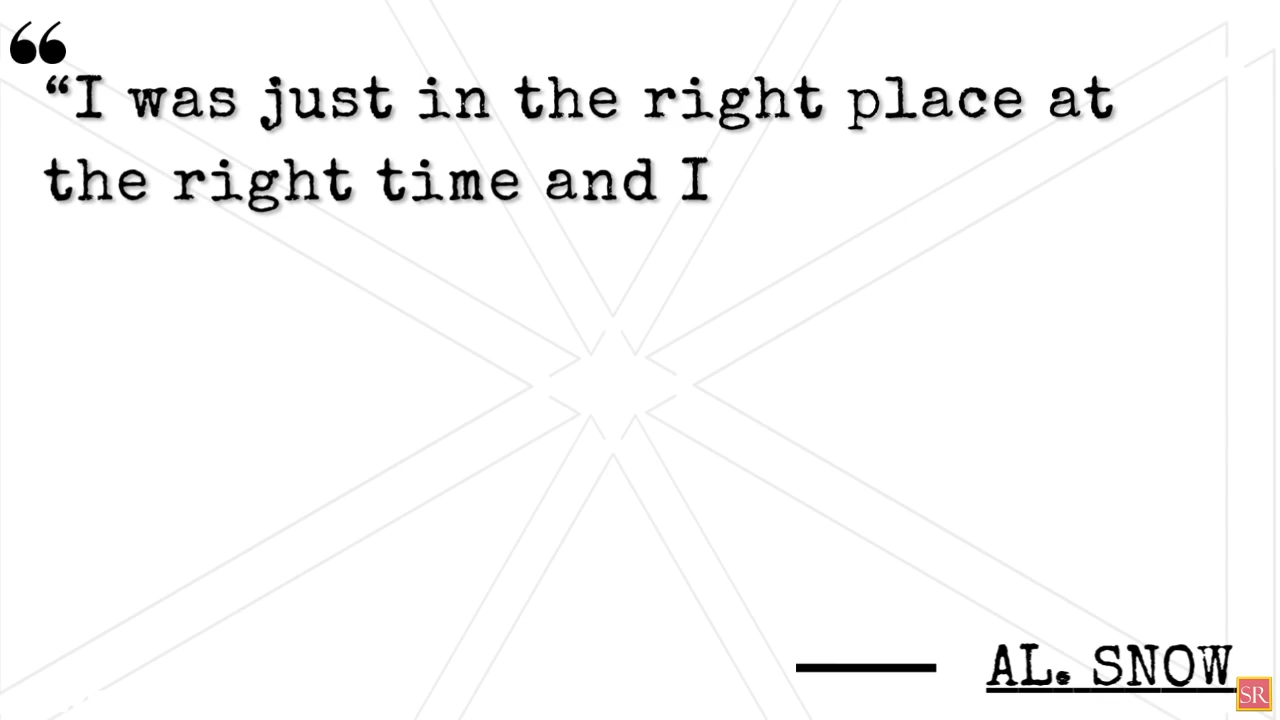 “
“I was just in the right place at
the right time and I
AL. SNOW
SR